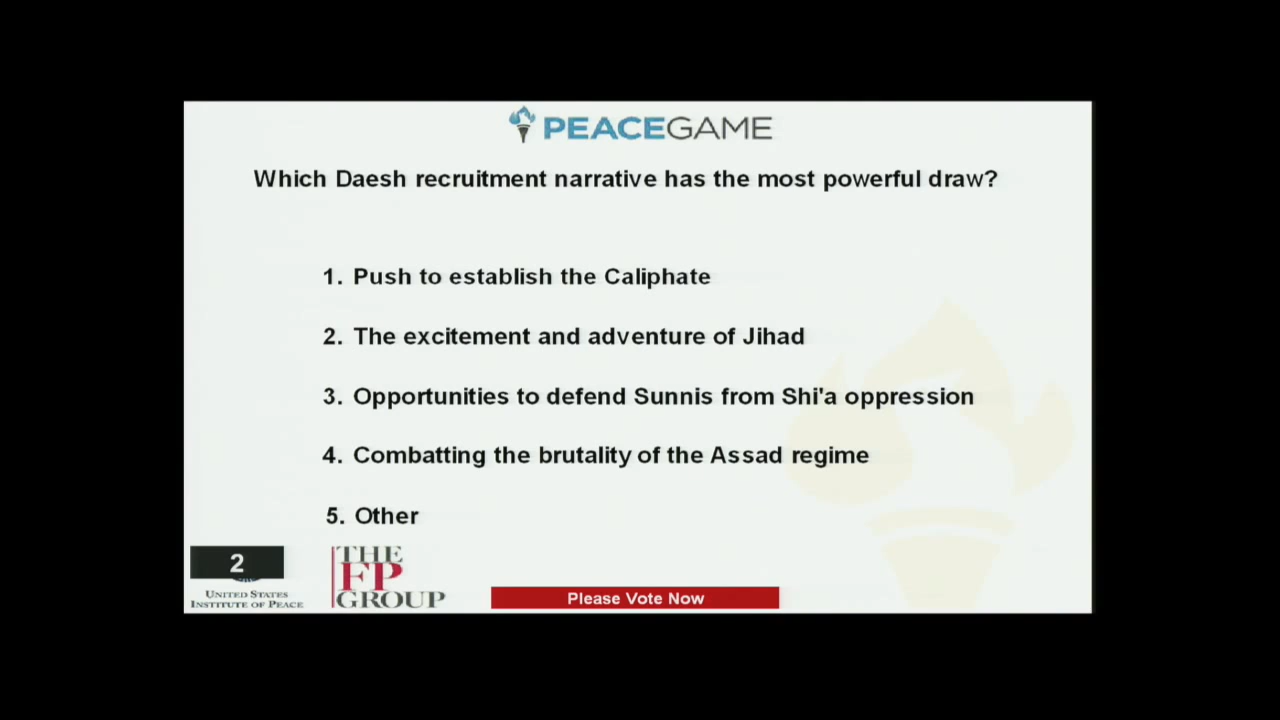 PEACEGAME
Which Daesh recruitment narrative has the most powerful draw?
1. Push to establish the Caliphate
2. The excitement and adventure of Jihad
3. Opportunities to defend Sunnis from Shi'a oppression
4. Combatting the brutality of the Assad regime
5. Other
2
UNITED STATES
INSTITUTE OF PEACE
THE
FP
GROUP
Please Vote Now